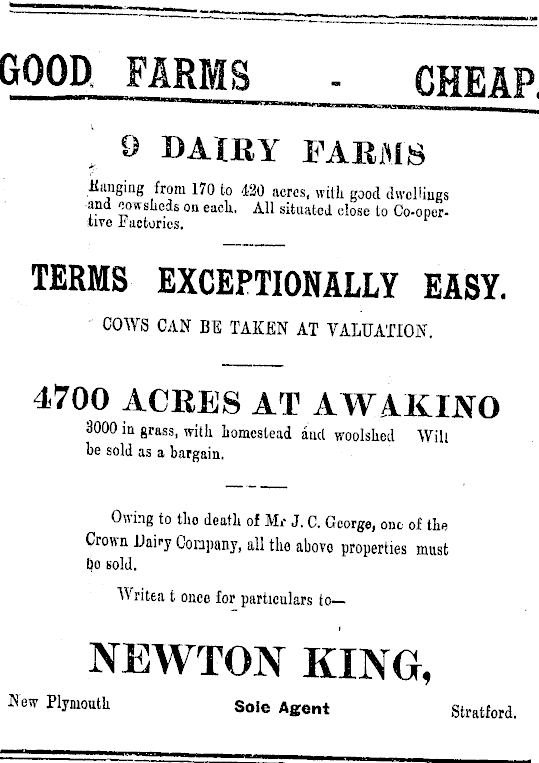 GOOD FARMS - CHEAP.
9 DAIRY FARMS
Ranging from 170 to 420 acres, with good dwellings
and cowsheds on each. All situated close to Co-oper-
tive Factories.
TERMS EXCEPTIONALLY EASY.
COWS CAN BE TAKEN AT VALUATION.
4700 ACRES AT AWAKINO
3000 in grass, with homestead and woolshed Will
be sold as a bargain.
Owing to the death of Mr J. C. George, one of the
Crown Dairy Company, all the above properties must
be sold.
Writea t once for particulars to—
NEWTON KING,
New Plymouth Sole Agent Stratford.